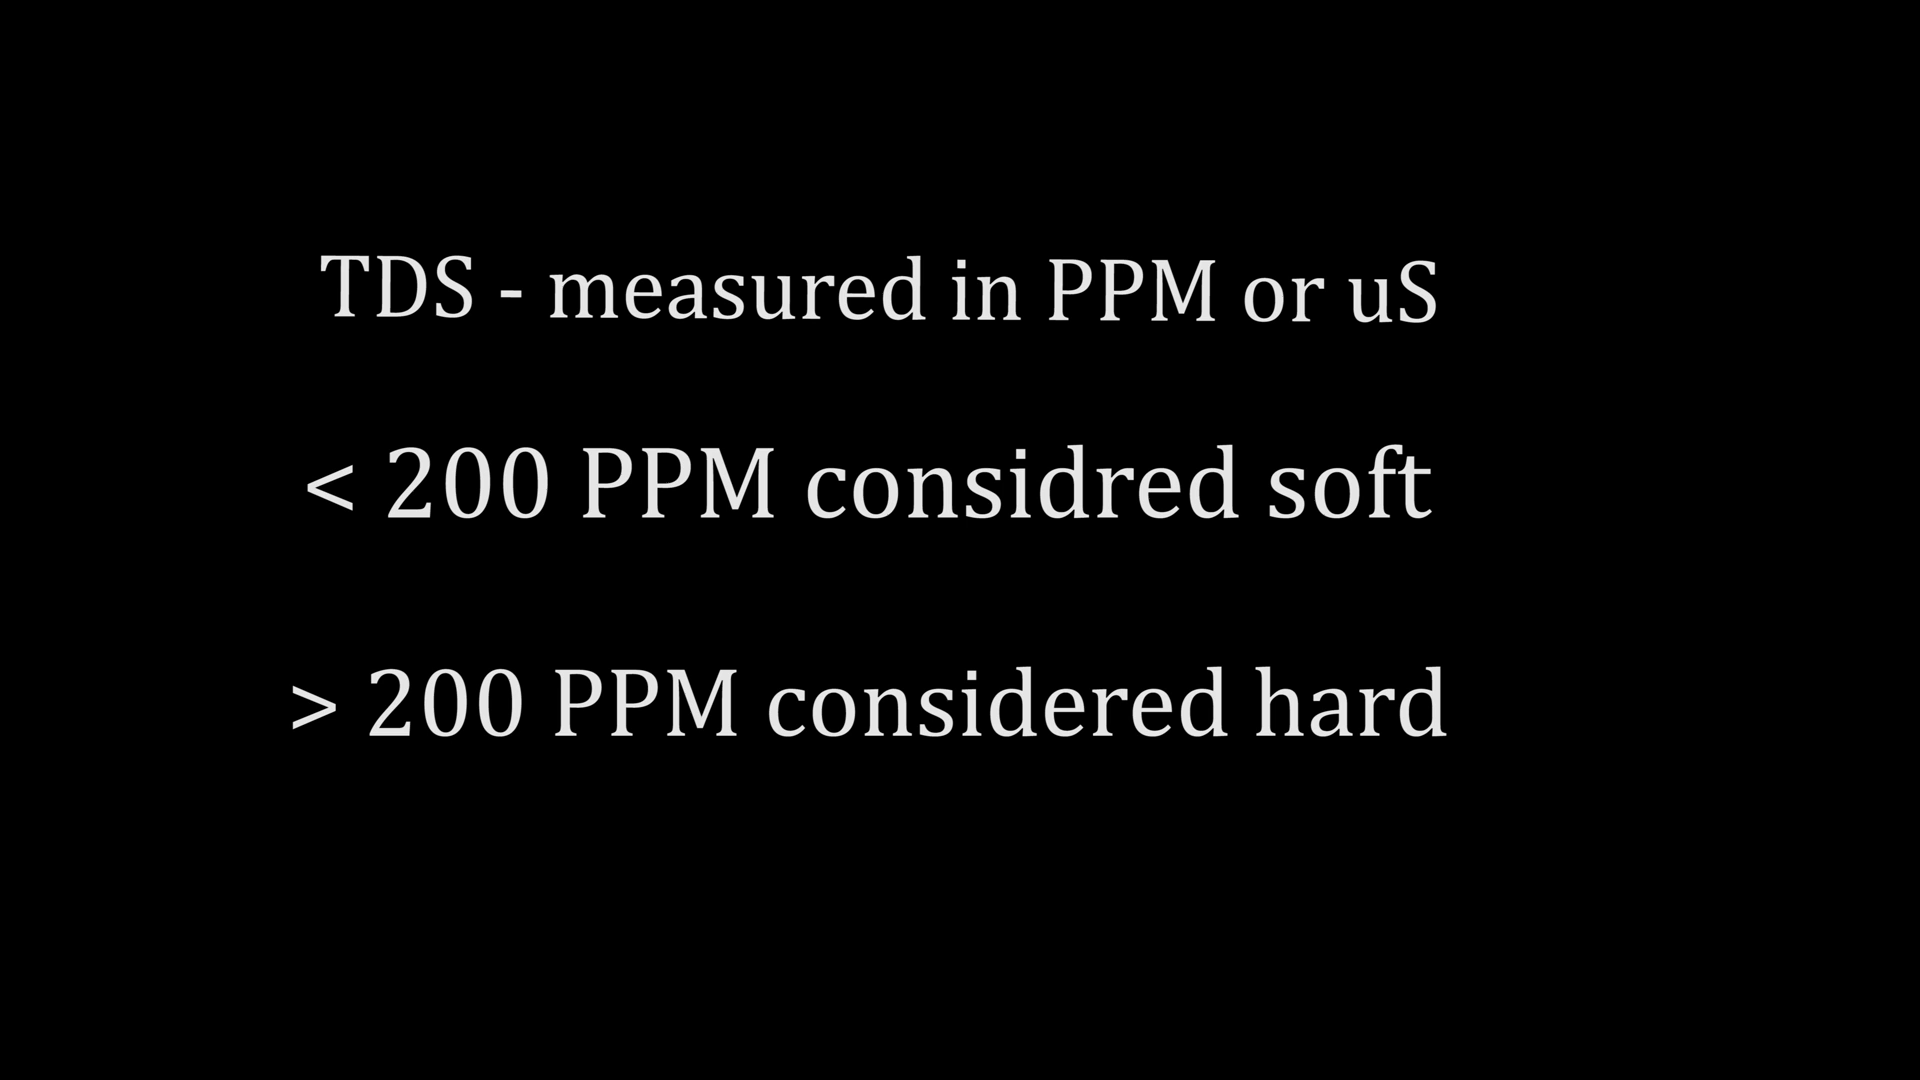 TDS - measured in PPM or uS
< 200 PPM considred soft
> 200 PPM considered hard